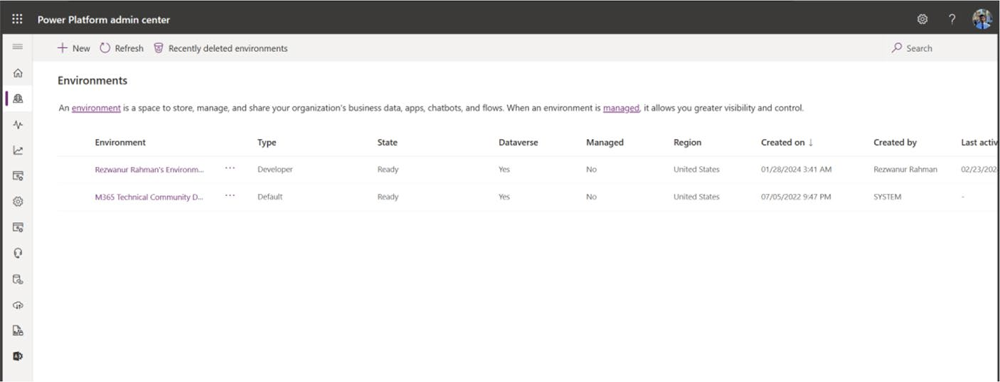 Power Platform admin center
?
New Refresh Recently deleted environments Search
Environments
An environment is a space to store, manage, and share your organization's business data, apps, chatbots, and flows. When an environment is managed, it allows you greater visibility and control.
Environment Type State Dataverse Managed Region Created on ↓ Created by Last activ
Rezwanur Rahman's Environm... ... Developer Ready Yes No United States 01/28/2024 3:41 AM Rezwanur Rahman 02/23/202
M365 Technical Community D... ... Default Ready Yes No United States 07/05/2022 9:47 PM SYSTEM -